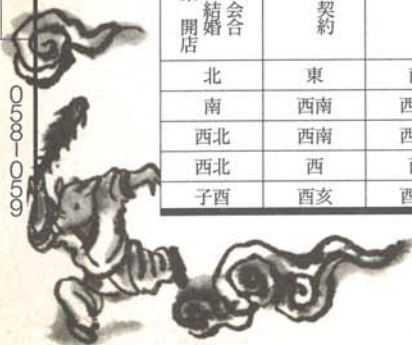 契約
会合
結婚
開店
北 東
南 西南
西北 西南
西北 西
子酉 酉亥
058-059